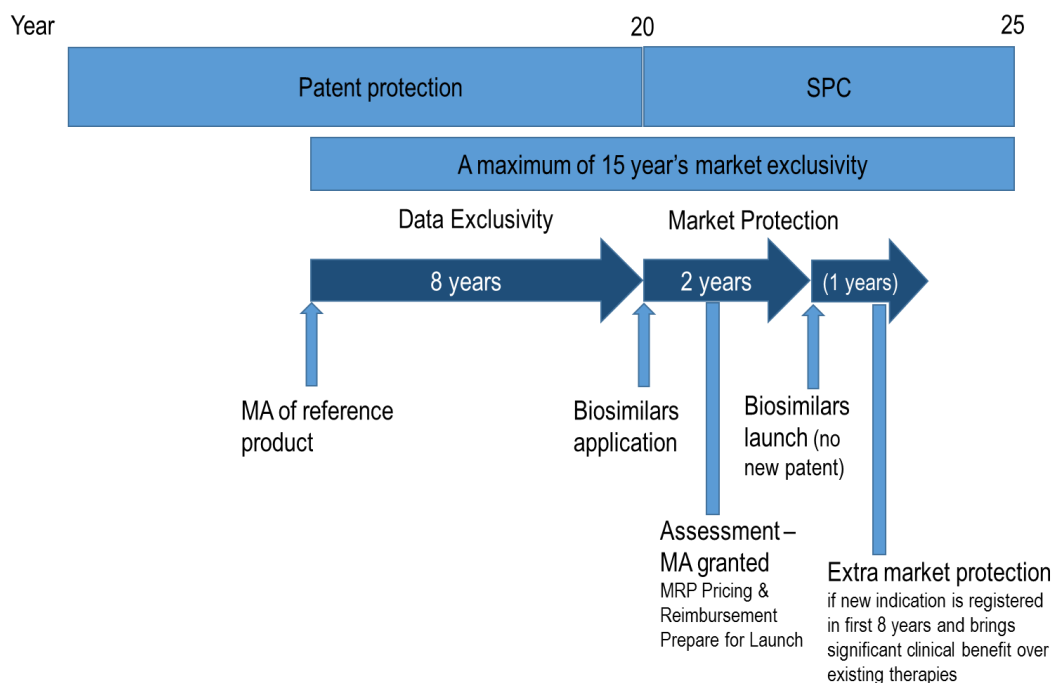 Year
20
25
Patent protection
SPC
A maximum of 15 year's market exclusivity
Data Exclusivity
Market Protection
8 years
2 years
(1 years)
MA of reference
product
Biosimilars
application
Biosimilars
launch (no
new patent)
Assessment –
MA granted
MRP Pricing &
Reimbursement
Prepare for Launch
Extra market protection
if new indication is registered
in first 8 years and brings
significant clinical benefit over
existing therapies